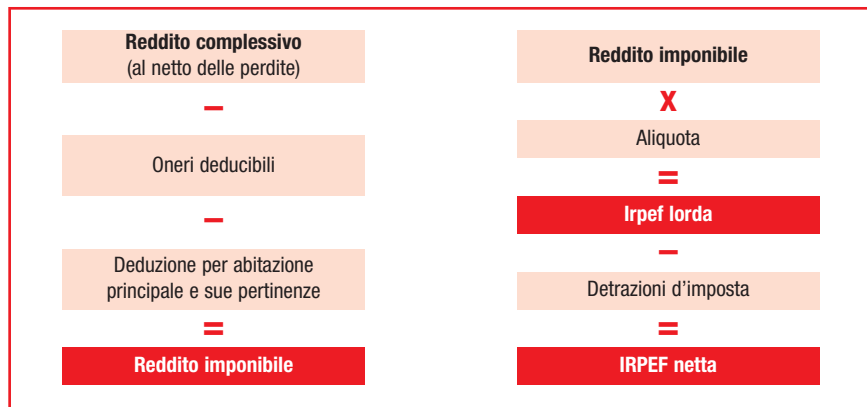 Reddito complessivo
(al netto delle perdite)
–
Oneri deducibili
–
Deduzione per abitazione
principale e sue pertinenze
=
Reddito imponibile
Reddito imponibile
X
Aliquota
=
Irpef lorda
–
Detrazioni d’imposta
=
IRPEF netta